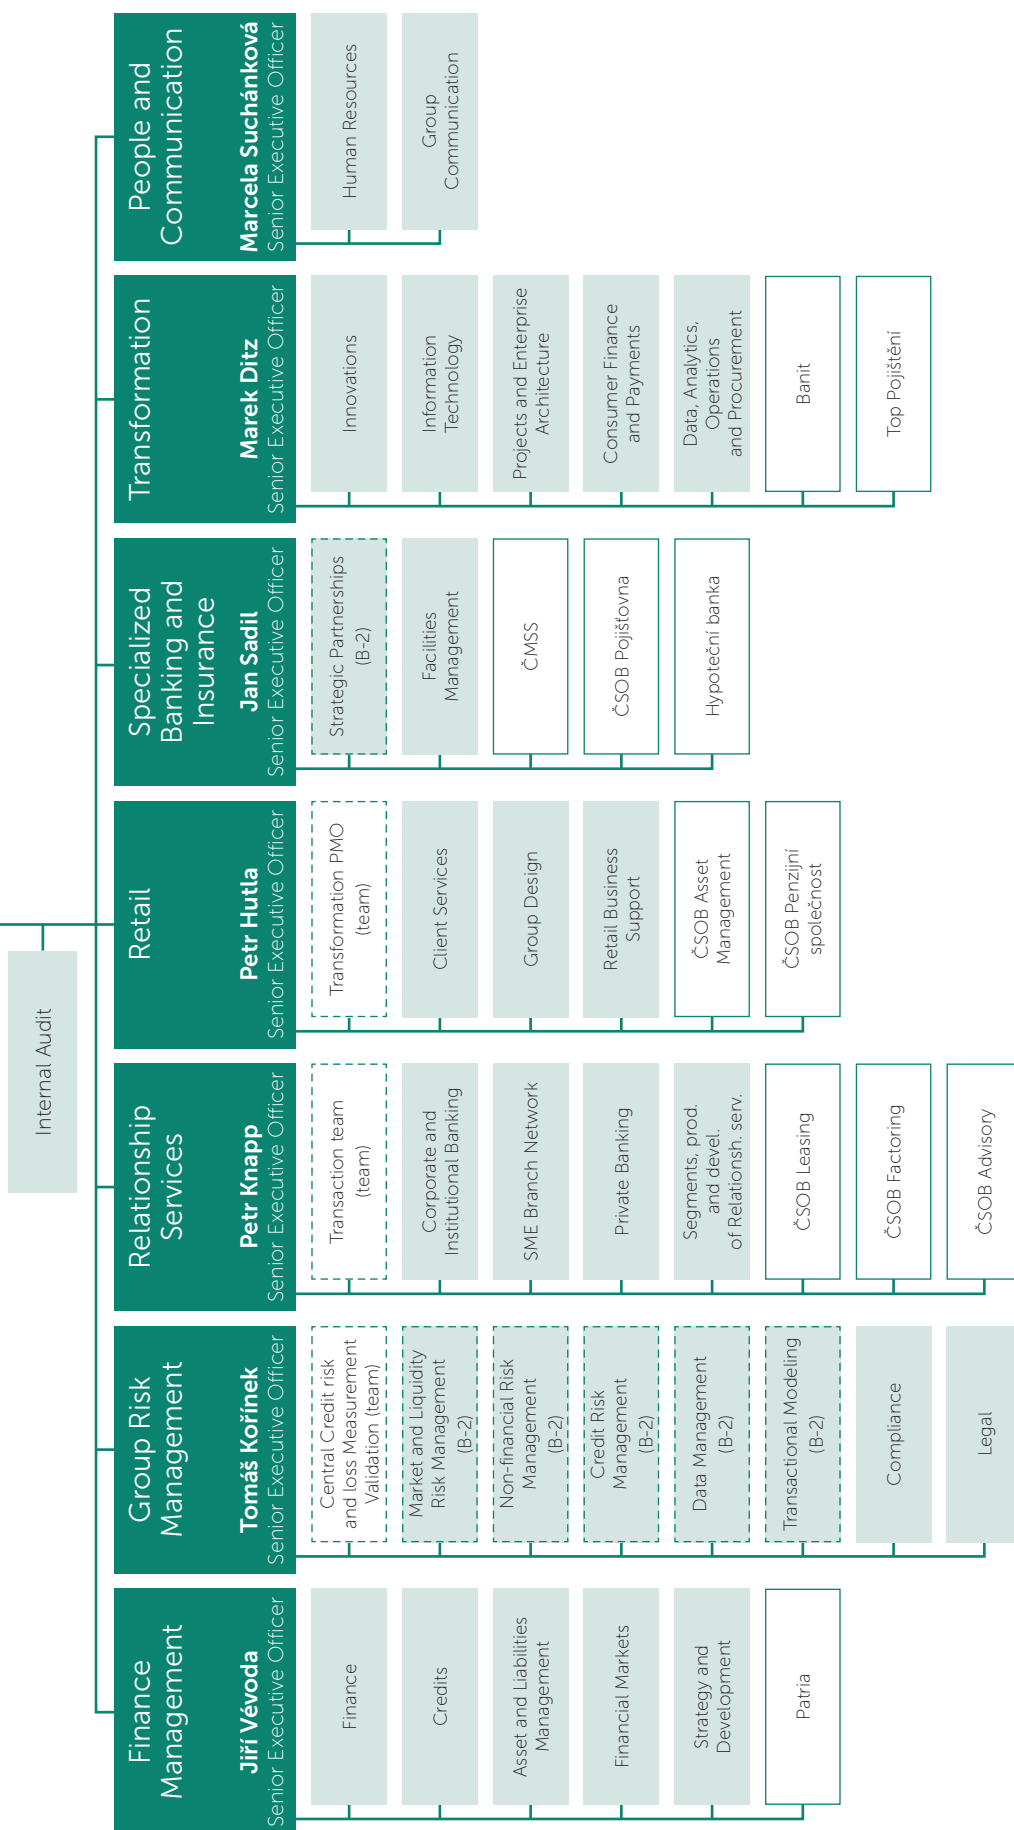 Internal Audit
Finance
Management
Jiří Vévoda
Senior Executive Officer
Finance
Credits
Asset and Liabilities
Management
Financial Markets
Strategy and
Development
Patria
Group Risk
Management
Tomáš Kořínek
Senior Executive Officer
Central Credit risk
and loss Measurement
Validation (team)
Market and Liquidity
Risk Management
(B-2)
Non-financial Risk
Management
(B-2)
Credit Risk
Management
(B-2)
Data Management
(B-2)
Transactional Modeling
(B-2)
Compliance
Legal
Relationship
Services
Petr Knapp
Senior Executive Officer
Transaction team
(team)
Corporate and
Institutional Banking
SME Branch Network
Private Banking
Segments, prod.
and devel.
of Relationsh. serv.
ČSOB Leasing
ČSOB Factoring
ČSOB Advisory
Retail
Petr Hutla
Senior Executive Officer
Transformation PMO
(team)
Client Services
Group Design
Retail Business
Support
ČSOB Asset
Management
ČSOB Penzijní
společnost
Specialized
Banking and
Insurance
Jan Sadil
Senior Executive Officer
Strategic Partnerships
(B-2)
Facilities
Management
ČMSS
ČSOB Pojišťovna
Hypoteční banka
Transformation
Marek Ditz
Senior Executive Officer
Innovations
Information
Technology
Projects and Enterprise
Architecture
Consumer Finance
and Payments
Data, Analytics,
Operations
and Procurement
Banit
Top Pojištění
People and
Communication
Marcela Suchánková
Senior Executive Officer
Human Resources
Group
Communication